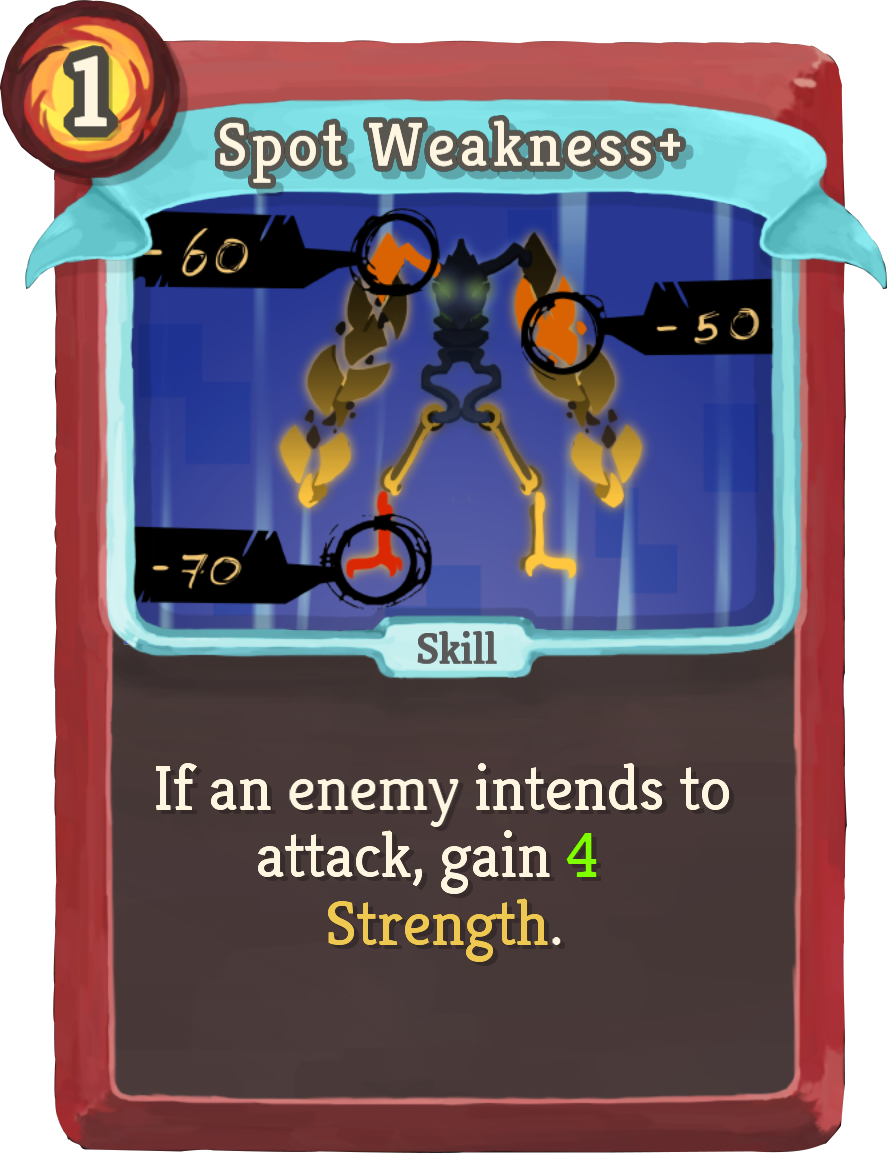 1
Spot Weakness+
-60
-50
-70
Skill
If an enemy intends to
attack, gain 4
Strength.